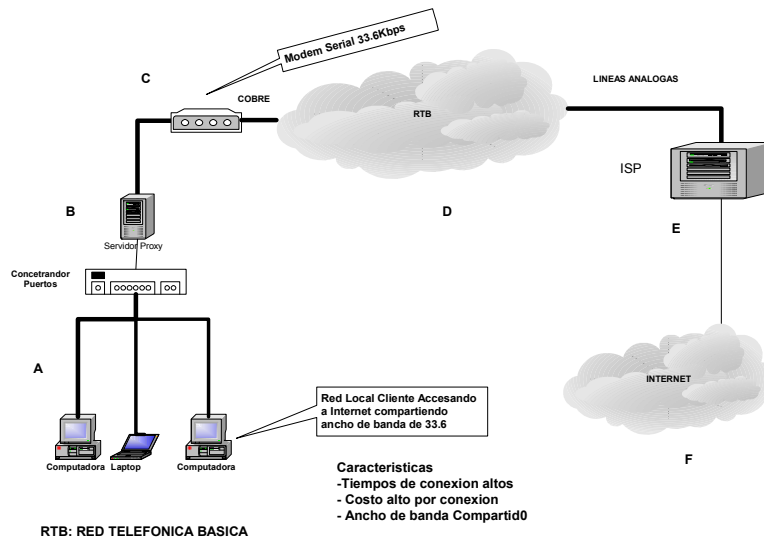 Modem Serial 33.6Kbps
C
COBRE
RTB
LINEAS ANALOGAS
ISP
B
D
E
Servidor Proxy
Concetrandor
Puertos
A
INTERNET
Red Local Cliente Accesando
a Internet compartiendo
ancho de banda de 33.6
Computadora
Laptop
Computadora
F
Caracteristicas
-Tiempos de conexion altos
- Costo alto por conexion
- Ancho de banda Compartid0
RTB: RED TELEFONICA BASICA